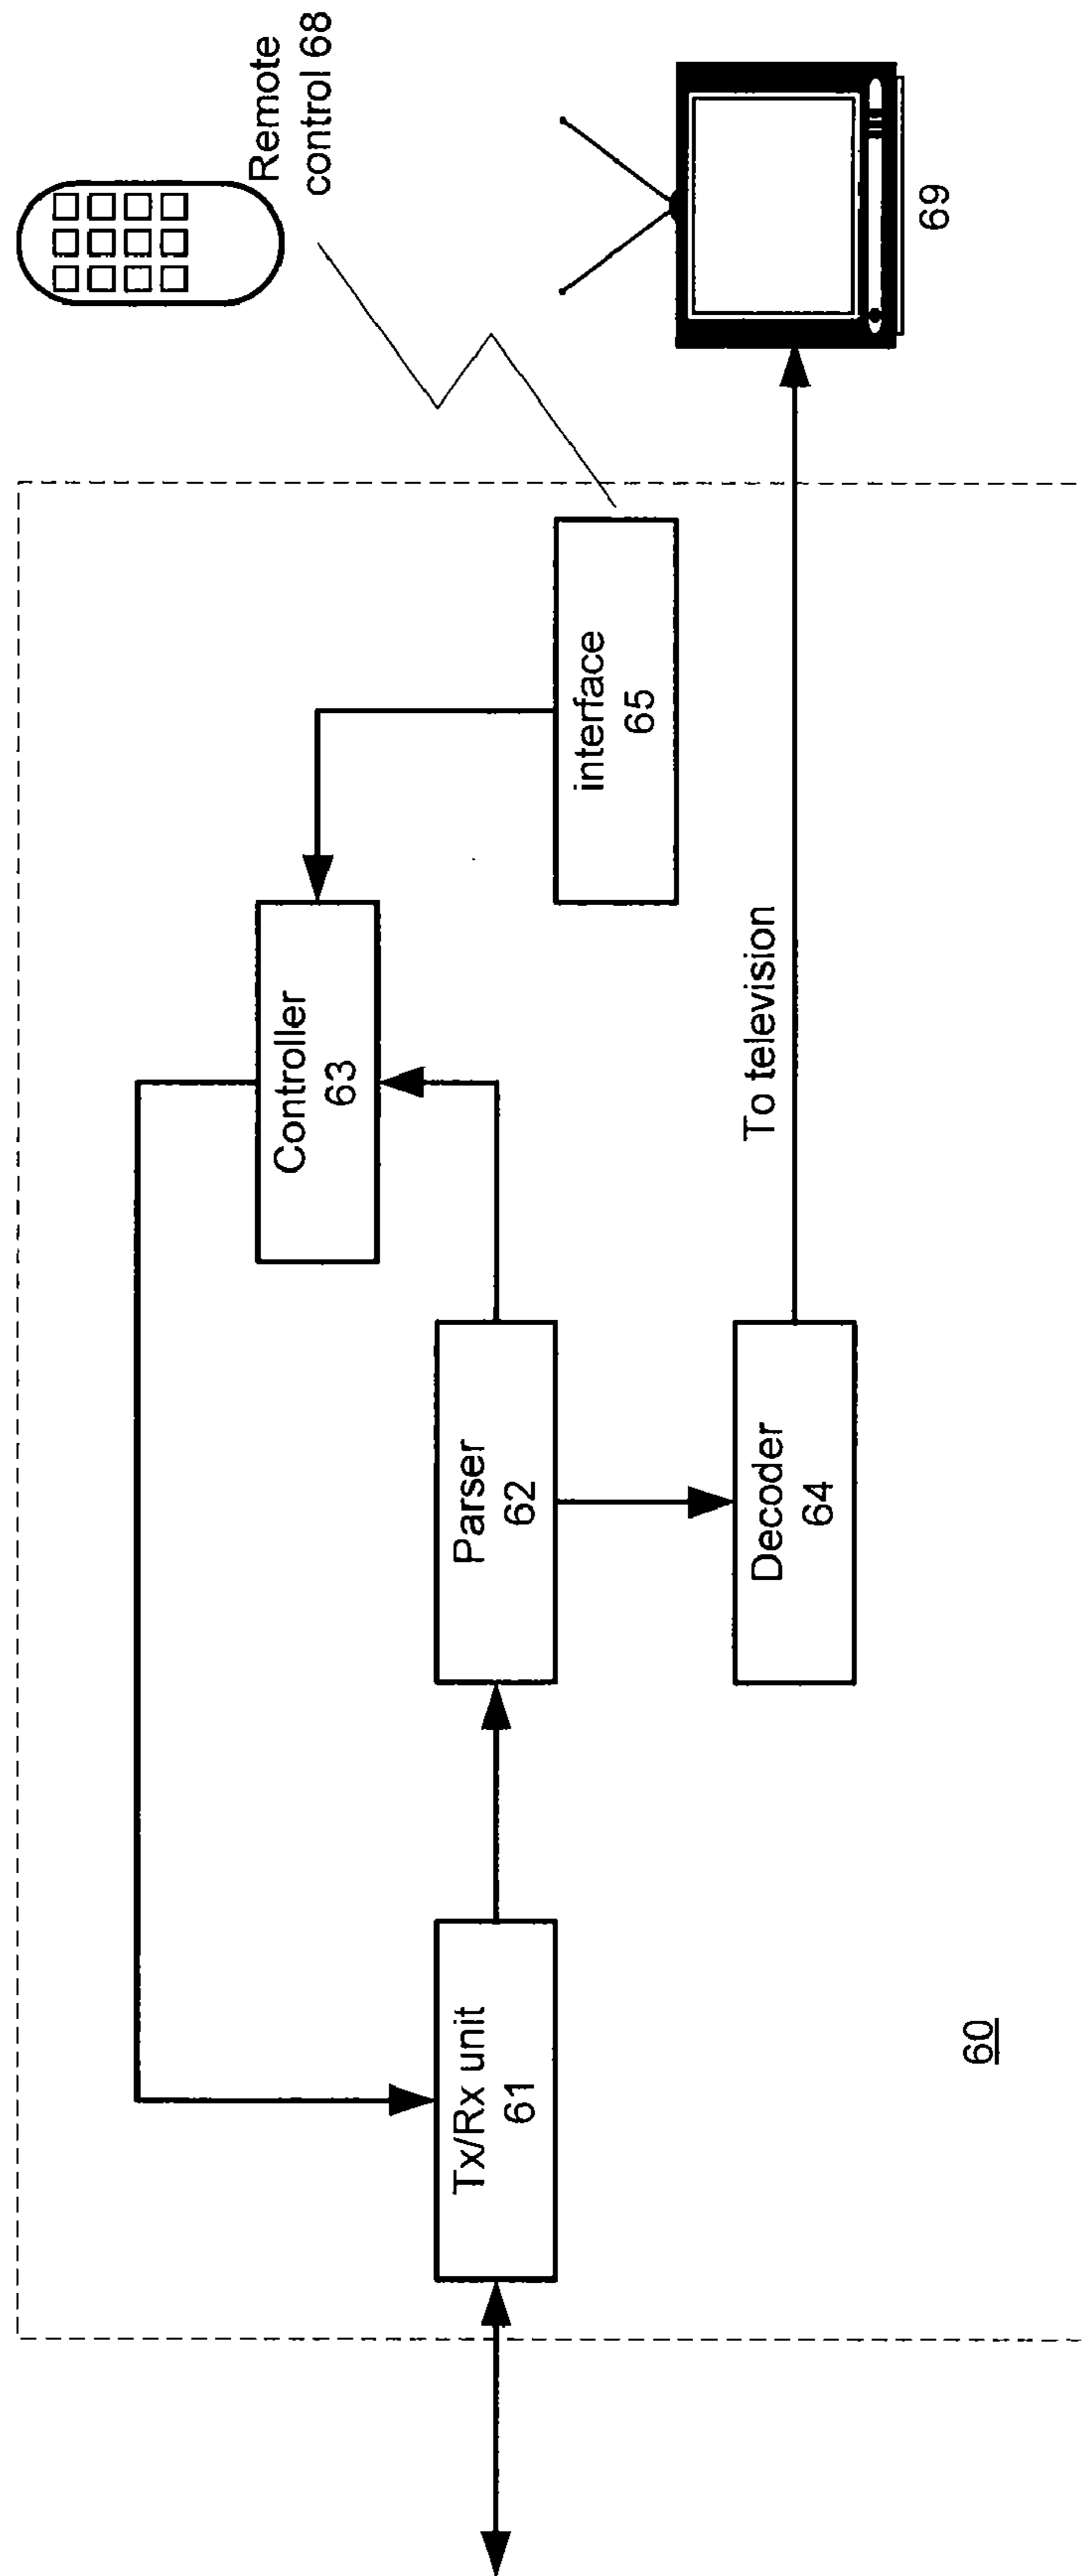 Remote
control 68
69
interface
65
Controller
63
To television
Parser
62
Decoder
64
Tx/Rx unit
61
60